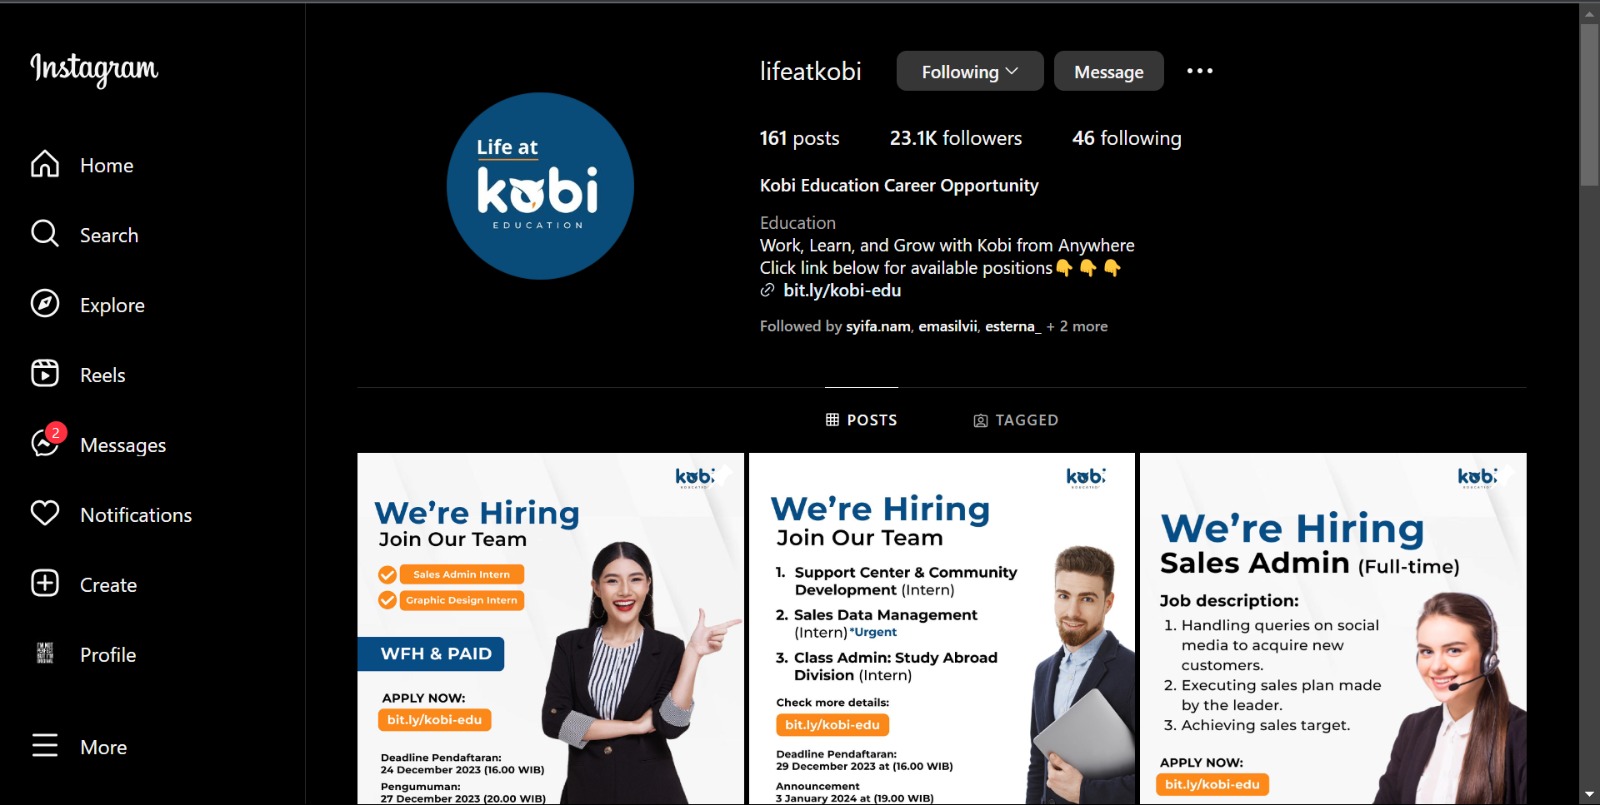 Instagram
Home
Search
Explore
Reels
2
Messages
Notifications
Create
Profile
More
Life at
kobi
EDUCATION
lifeatkobi
Following
Message
161 posts
23.1K followers
46 following
Kobi Education Career Opportunity
Education
Work, Learn, and Grow with Kobi from Anywhere
Click link below for available positions👇👇👇
bit.ly/kobi-edu
Followed by syifa.nam, emasilvii, esterna_ + 2 more
POSTS
TAGGED
kobi
We're Hiring
Join Our Team
Sales Admin Intern
Graphic Design Intern
WFH & PAID
APPLY NOW:
bit.ly/kobi-edu
Deadline Pendaftaran:
24 December 2023 (16.00 WIB)
Pengumuman:
27 December 2023 (20.00 WIB)
kobi
We're Hiring
Join Our Team
1. Support Center & Community
Development (Intern)
2. Sales Data Management
(Intern)*Urgent
3. Class Admin: Study Abroad
Division (Intern)
Check more details:
bit.ly/kobi-edu
Deadline Pendaftaran:
29 December 2023 at (16.00 WIB)
Announcement
3 January 2024 at (19.00 WIB)
kobi
We're Hiring
Sales Admin (Full-time)
Job description:
1. Handling queries on social
media to acquire new
customers.
2. Executing sales plan made
by the leader.
3. Achieving sales target.
APPLY NOW:
bit.ly/kobi-edu